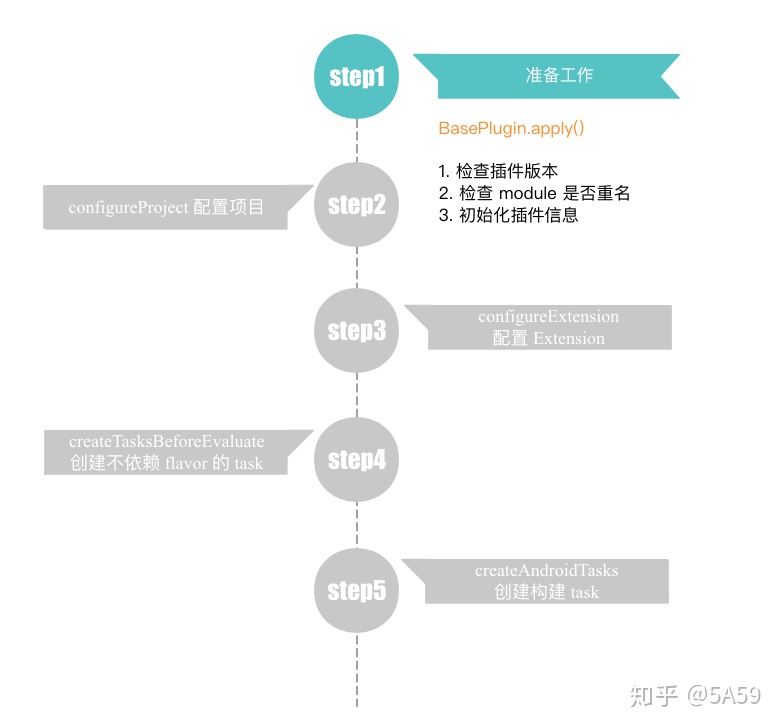 step1
准备工作
BasePlugin.apply()
1. 检查插件版本
2. 检查 module 是否重名
3. 初始化插件信息
configureProject 配置项目
step2
step3
configureExtension
配置 Extension
createTasksBeforeEvaluate
创建不依赖 flavor 的 task
step4
step5
createAndroidTasks
创建构建 task
知乎 @5A59